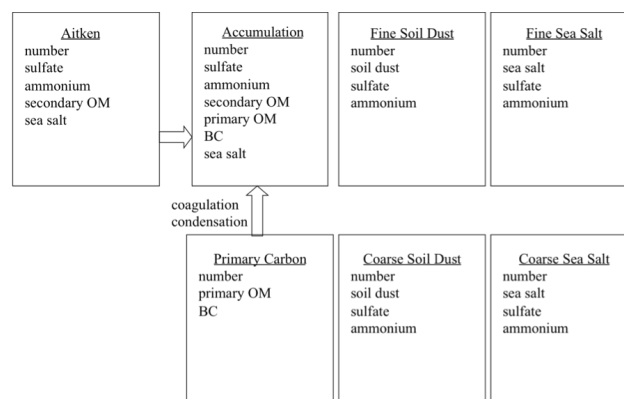 Aitken
number
sulfate
ammonium
secondary OM
sea salt
Accumulation
number
sulfate
ammonium
secondary OM
primary OM
BC
sea salt
Fine Soil Dust
number
soil dust
sulfate
ammonium
Fine Sea Salt
number
sea salt
sulfate
ammonium
coagulation
condensation
Primary Carbon
number
primary OM
BC
Coarse Soil Dust
number
soil dust
sulfate
ammonium
Coarse Sea Salt
number
sea salt
sulfate
ammonium